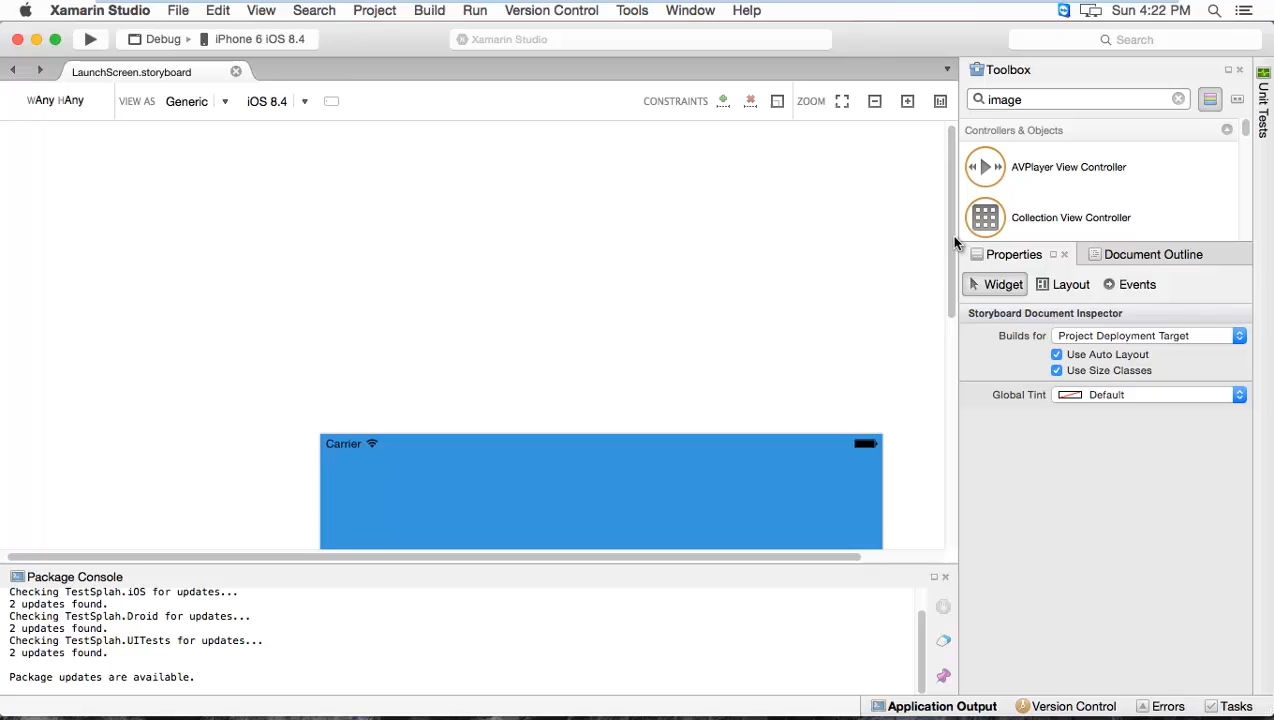 Xamarin Studio File Edit View Search Project Build Run Version Control Tools Window Help Sun 4:22 PM
Debug iPhone 6 iOS 8.4 Xamarin Studio Search
LaunchScreen.storyboard
Toolbox
wAny hAny VIEW AS Generic iOS 8.4 CONSTRAINTS ZOOM
image
Unit Tests
Controllers & Objects
AVPlayer View Controller
Collection View Controller
Properties Document Outline
Widget Layout Events
Storyboard Document Inspector
Builds for Project Deployment Target
Use Auto Layout
Use Size Classes
Global Tint Default
Carrier
Package Console
Checking TestSplah.iOS for updates...
2 updates found.
Checking TestSplah.Droid for updates...
2 updates found.
Checking TestSplah.UITests for updates...
2 updates found.
Package updates are available.
Application Output Version Control Errors Tasks